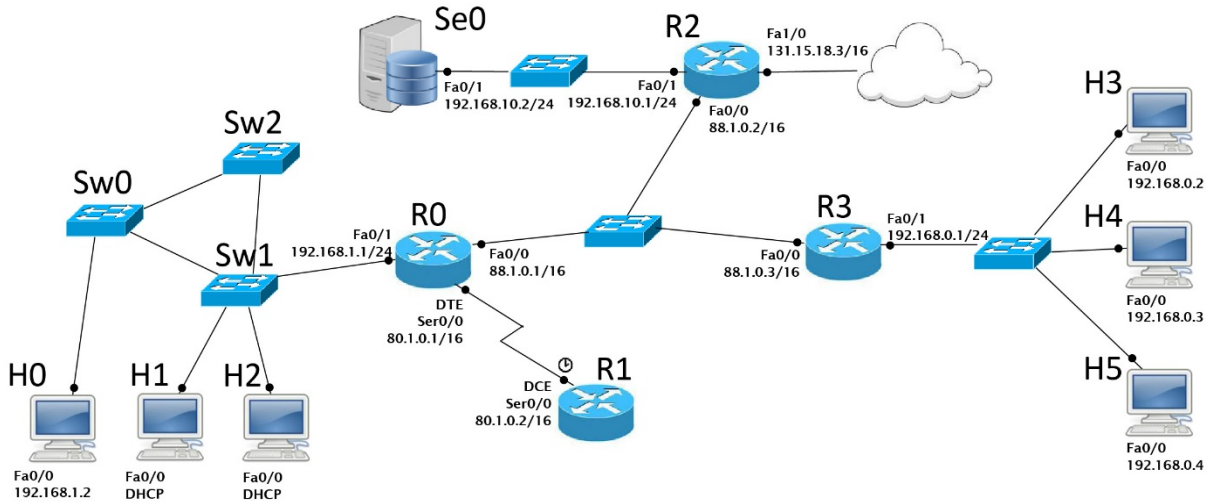 Se0
Fa0/1
192.168.10.2/24
R2
Fa0/1
192.168.10.1/24
Fa1/0
131.15.18.3/16
Fa0/0
88.1.0.2/16
Sw2
Sw0
Sw1
Fa0/1
192.168.1.1/24
R0
Fa0/0
88.1.0.1/16
DTE
Ser0/0
80.1.0.1/16
R1
DCE
Ser0/0
80.1.0.2/16
R3
Fa0/0
88.1.0.3/16
Fa0/1
192.168.0.1/24
H3
Fa0/0
192.168.0.2
H4
Fa0/0
192.168.0.3
H5
Fa0/0
192.168.0.4
H0
Fa0/0
192.168.1.2
H1
Fa0/0
DHCP
H2
Fa0/0
DHCP